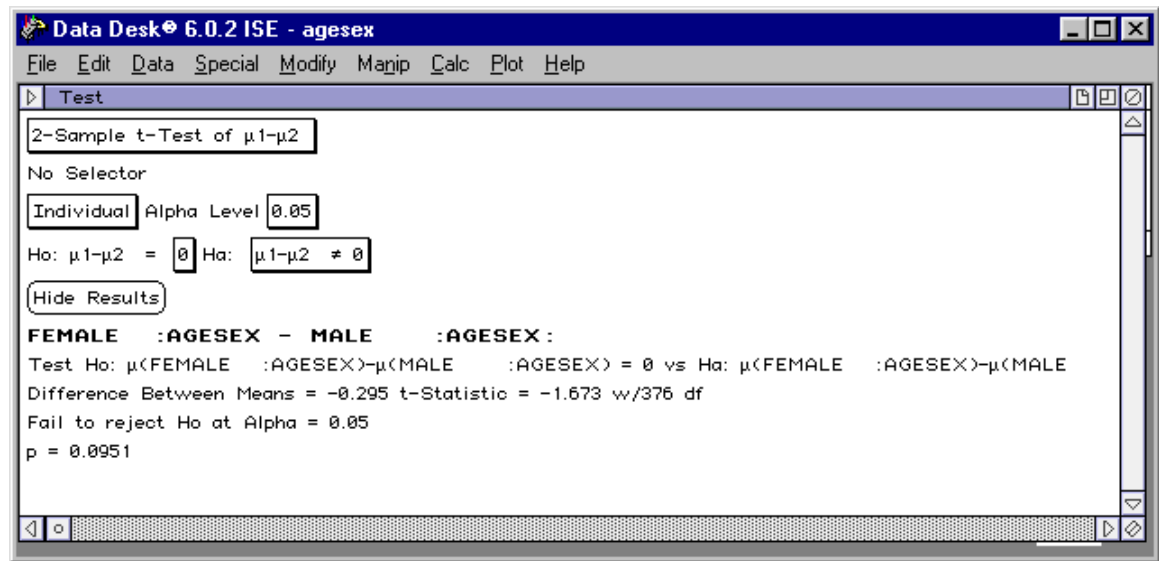 Data Desk® 6.0.2 ISE - agesex
File Edit Data Special Modify Manip Calc Plot Help
Test
2-Sample t-Test of µ1-µ2
No Selector
Individual Alpha Level 0.05
Ho: µ1-µ2 = 0 Ha: µ1-µ2 ≠ 0
Hide Results
FEMALE :AGESEX - MALE :AGESEX:
Test Ho: µ(FEMALE :AGESEX)-µ(MALE :AGESEX) = 0 vs Ha: µ(FEMALE :AGESEX)-µ(MALE
Difference Between Means = -0.295 t-Statistic = -1.673 w/376 df
Fail to reject Ho at Alpha = 0.05
p = 0.0951